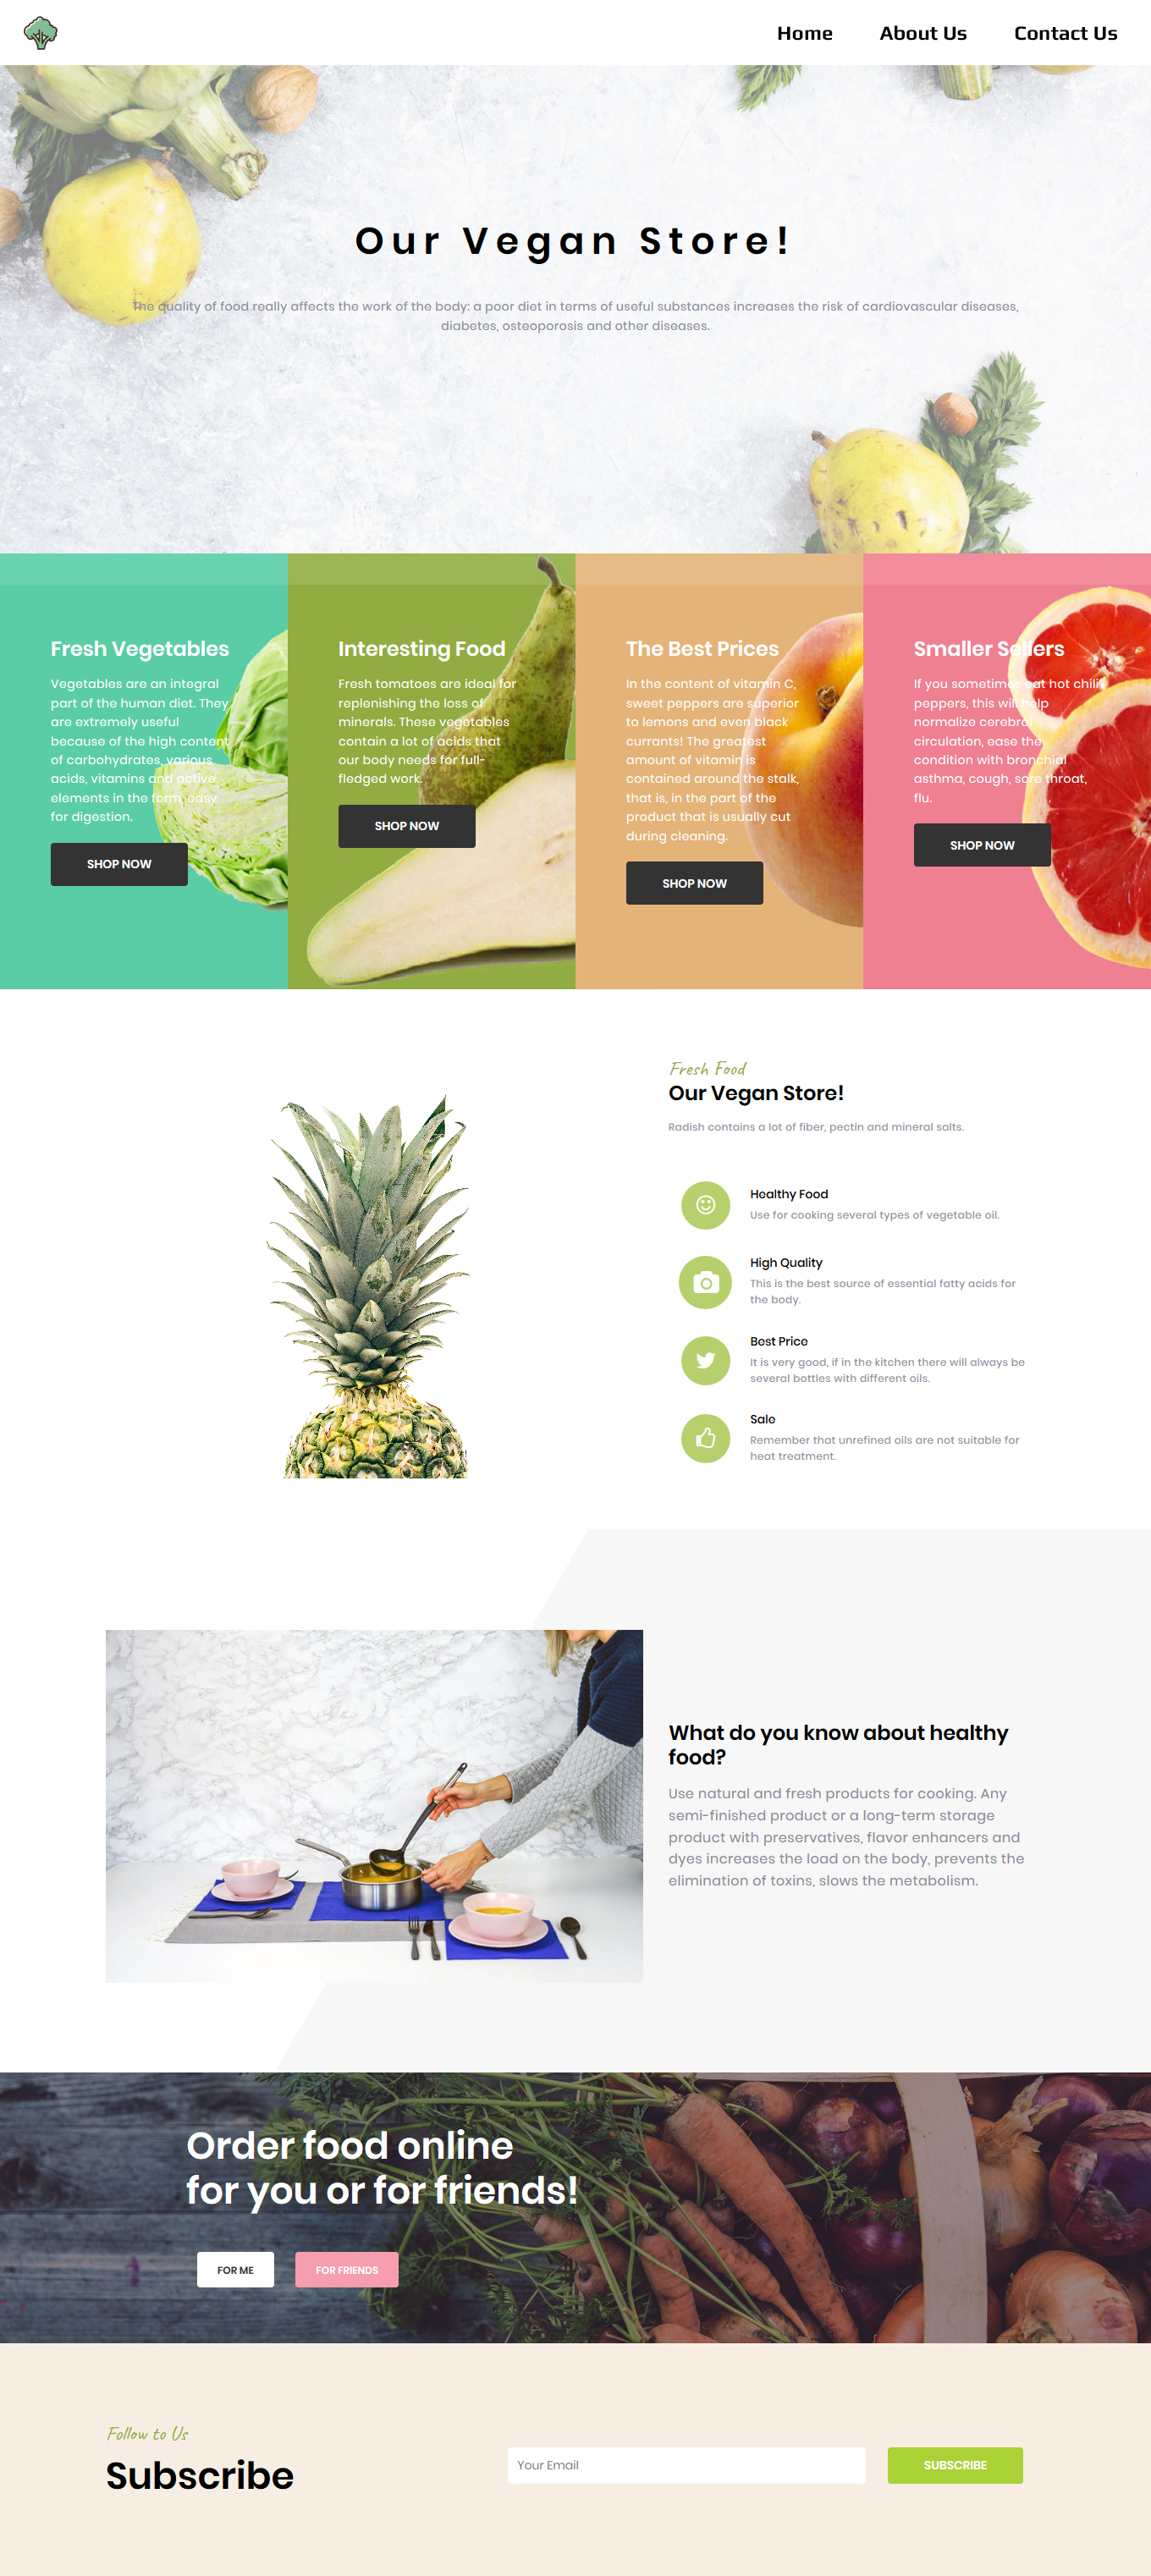 Home About Us Contact Us
Our Vegan Store!
The quality of food really affects the work of the body: a poor diet in terms of useful substances increases the risk of cardiovascular diseases,
diabetes, osteoporosis and other diseases.
Fresh Vegetables
Vegetables are an integral
part of the human diet. They
are extremely useful
because of the high content
of carbohydrates, various
acids, vitamins and active
elements in the form, easy
for digestion.
SHOP NOW
Interesting Food
Fresh tomatoes are ideal for
replenishing the loss of
minerals. These vegetables
contain a lot of acids that
our body needs for full-
fledged work.
SHOP NOW
The Best Prices
In the content of vitamin C,
sweet peppers are superior
to lemons and even black
currants! The greatest
amount of vitamin is
contained around the stalk,
that is, in the part of the
product that is usually cut
during cleaning.
SHOP NOW
Smaller Sellers
If you sometimes eat hot chili
peppers, this will help
normalize cerebral
circulation, ease the
condition with bronchial
asthma, cough, sore throat,
flu.
SHOP NOW
Fresh Food
Our Vegan Store!
Radish contains a lot of fiber, pectin and mineral salts.
Healthy Food
Use for cooking several types of vegetable oil.
High Quality
This is the best source of essential fatty acids for
the body.
Best Price
It is very good, if in the kitchen there will always be
several bottles with different oils.
Sale
Remember that unrefined oils are not suitable for
heat treatment.
What do you know about healthy
food?
Use natural and fresh products for cooking. Any
semi-finished product or a long-term storage
product with preservatives, flavor enhancers and
dyes increases the load on the body, prevents the
elimination of toxins, slows the metabolism.
Order food online
for you or for friends!
FOR ME FOR FRIENDS
Follow to Us
Subscribe
Your Email SUBSCRIBE